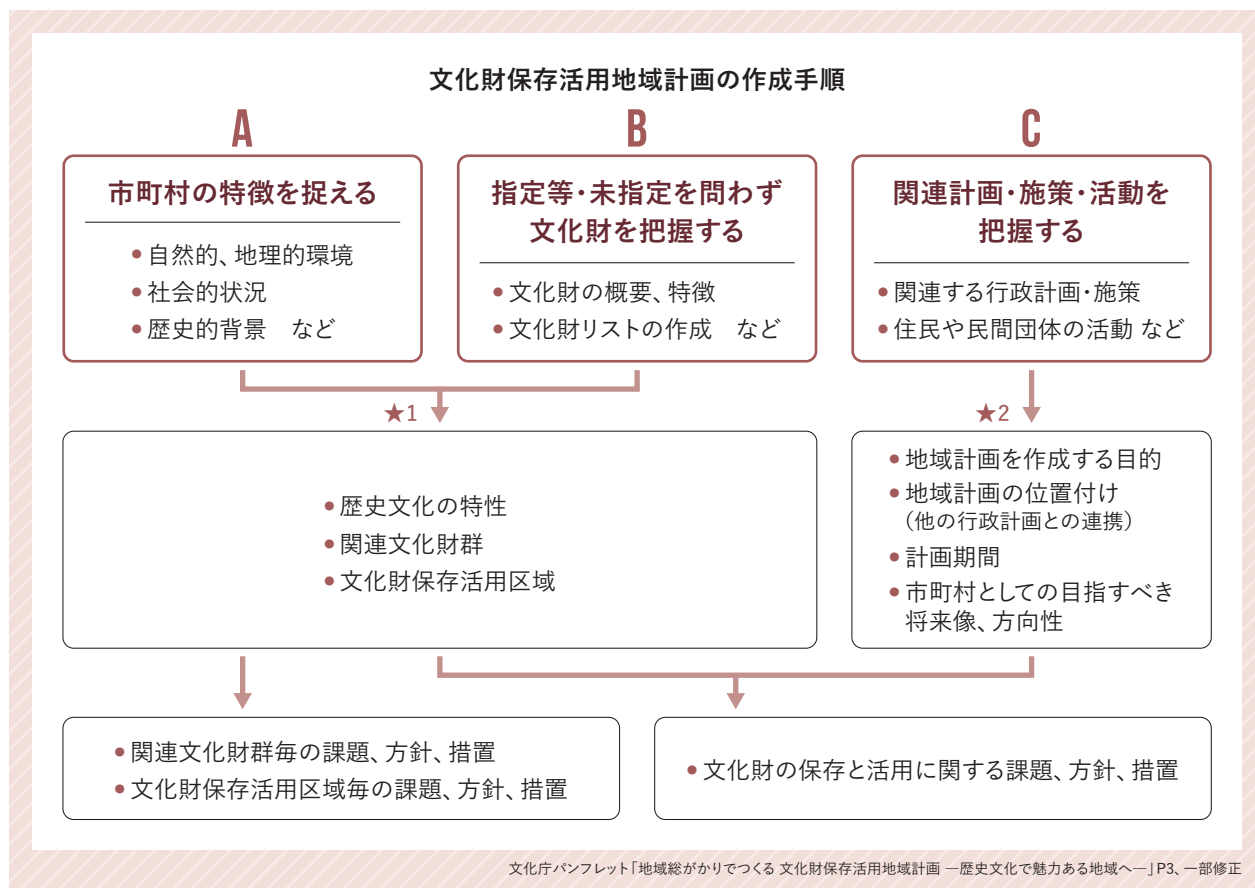 文化財保存活用地域計画の作成手順
A
市町村の特徴を捉える
●自然的、地理的環境
●社会的状況
●歴史的背景　など
B
指定等・未指定を問わず
文化財を把握する
●文化財の概要、特徴
●文化財リストの作成　など
C
関連計画・施策・活動を
把握する
●関連する行政計画・施策
●住民や民間団体の活動 など
★1
●歴史文化の特性
●関連文化財群
●文化財保存活用区域
★2
●地域計画を作成する目的
●地域計画の位置付け
（他の行政計画との連携）
●計画期間
●市町村としての目指すべき
将来像、方向性
●関連文化財群毎の課題、方針、措置
●文化財保存活用区域毎の課題、方針、措置
●文化財の保存と活用に関する課題、方針、措置
文化庁パンフレット「地域総がかりでつくる 文化財保存活用地域計画 ―歴史文化で魅力ある地域へ―」P3、一部修正